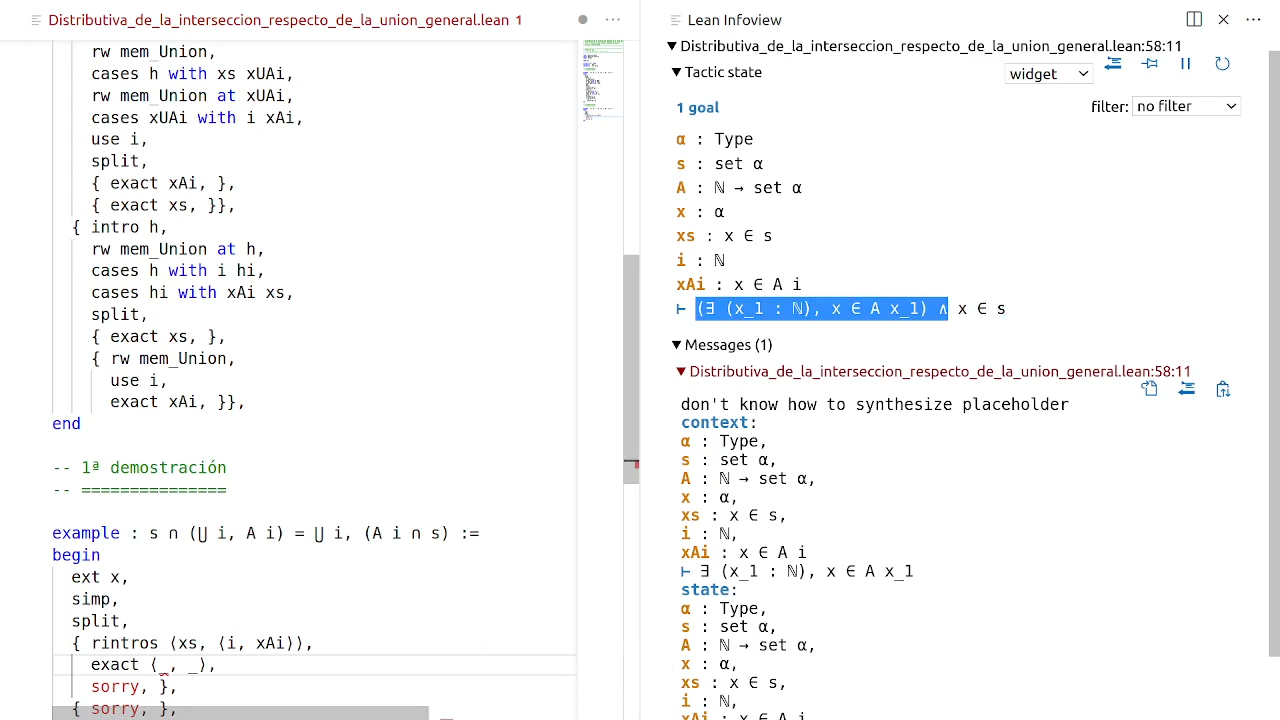 Distributiva_de_la_interseccion_respecto_de_la_union_general.lean 1
rw mem_Union,
cases h with xs xUAi,
rw mem_Union at xUAi,
cases xUAi with i xAi,
use i,
split,
{ exact xAi, },
{ exact xs, }},
{ intro h,
rw mem_Union at h,
cases h with i hi,
cases hi with xAi xs,
split,
{ exact xs, },
{ rw mem_Union,
use i,
exact xAi, }},
end
-- 1ª demostración
-- ===============
example : s ∩ (⋃ i, A i) = ⋃ i, (A i ∩ s) :=
begin
ext x,
simp,
split,
{ rintros ⟨xs, ⟨i, xAi⟩⟩,
exact ⟨_, _⟩,
sorry, },
{ sorry, },
Lean Infoview
Distributiva_de_la_interseccion_respecto_de_la_union_general.lean:58:11
Tactic state
widget
1 goal
filter: no filter
α : Type
s : set α
A : ℕ → set α
x : α
xs : x ∈ s
i : ℕ
xAi : x ∈ A i
⊢ (∃ (x_1 : ℕ), x ∈ A x_1) ∧ x ∈ s
Messages (1)
Distributiva_de_la_interseccion_respecto_de_la_union_general.lean:58:11
don't know how to synthesize placeholder
context:
α : Type,
s : set α,
A : ℕ → set α,
x : α,
xs : x ∈ s,
i : ℕ,
xAi : x ∈ A i
⊢ ∃ (x_1 : ℕ), x ∈ A x_1
state:
α : Type,
s : set α,
A : ℕ → set α,
x : α,
xs : x ∈ s,
i : ℕ,
xAi : x ∈ A i